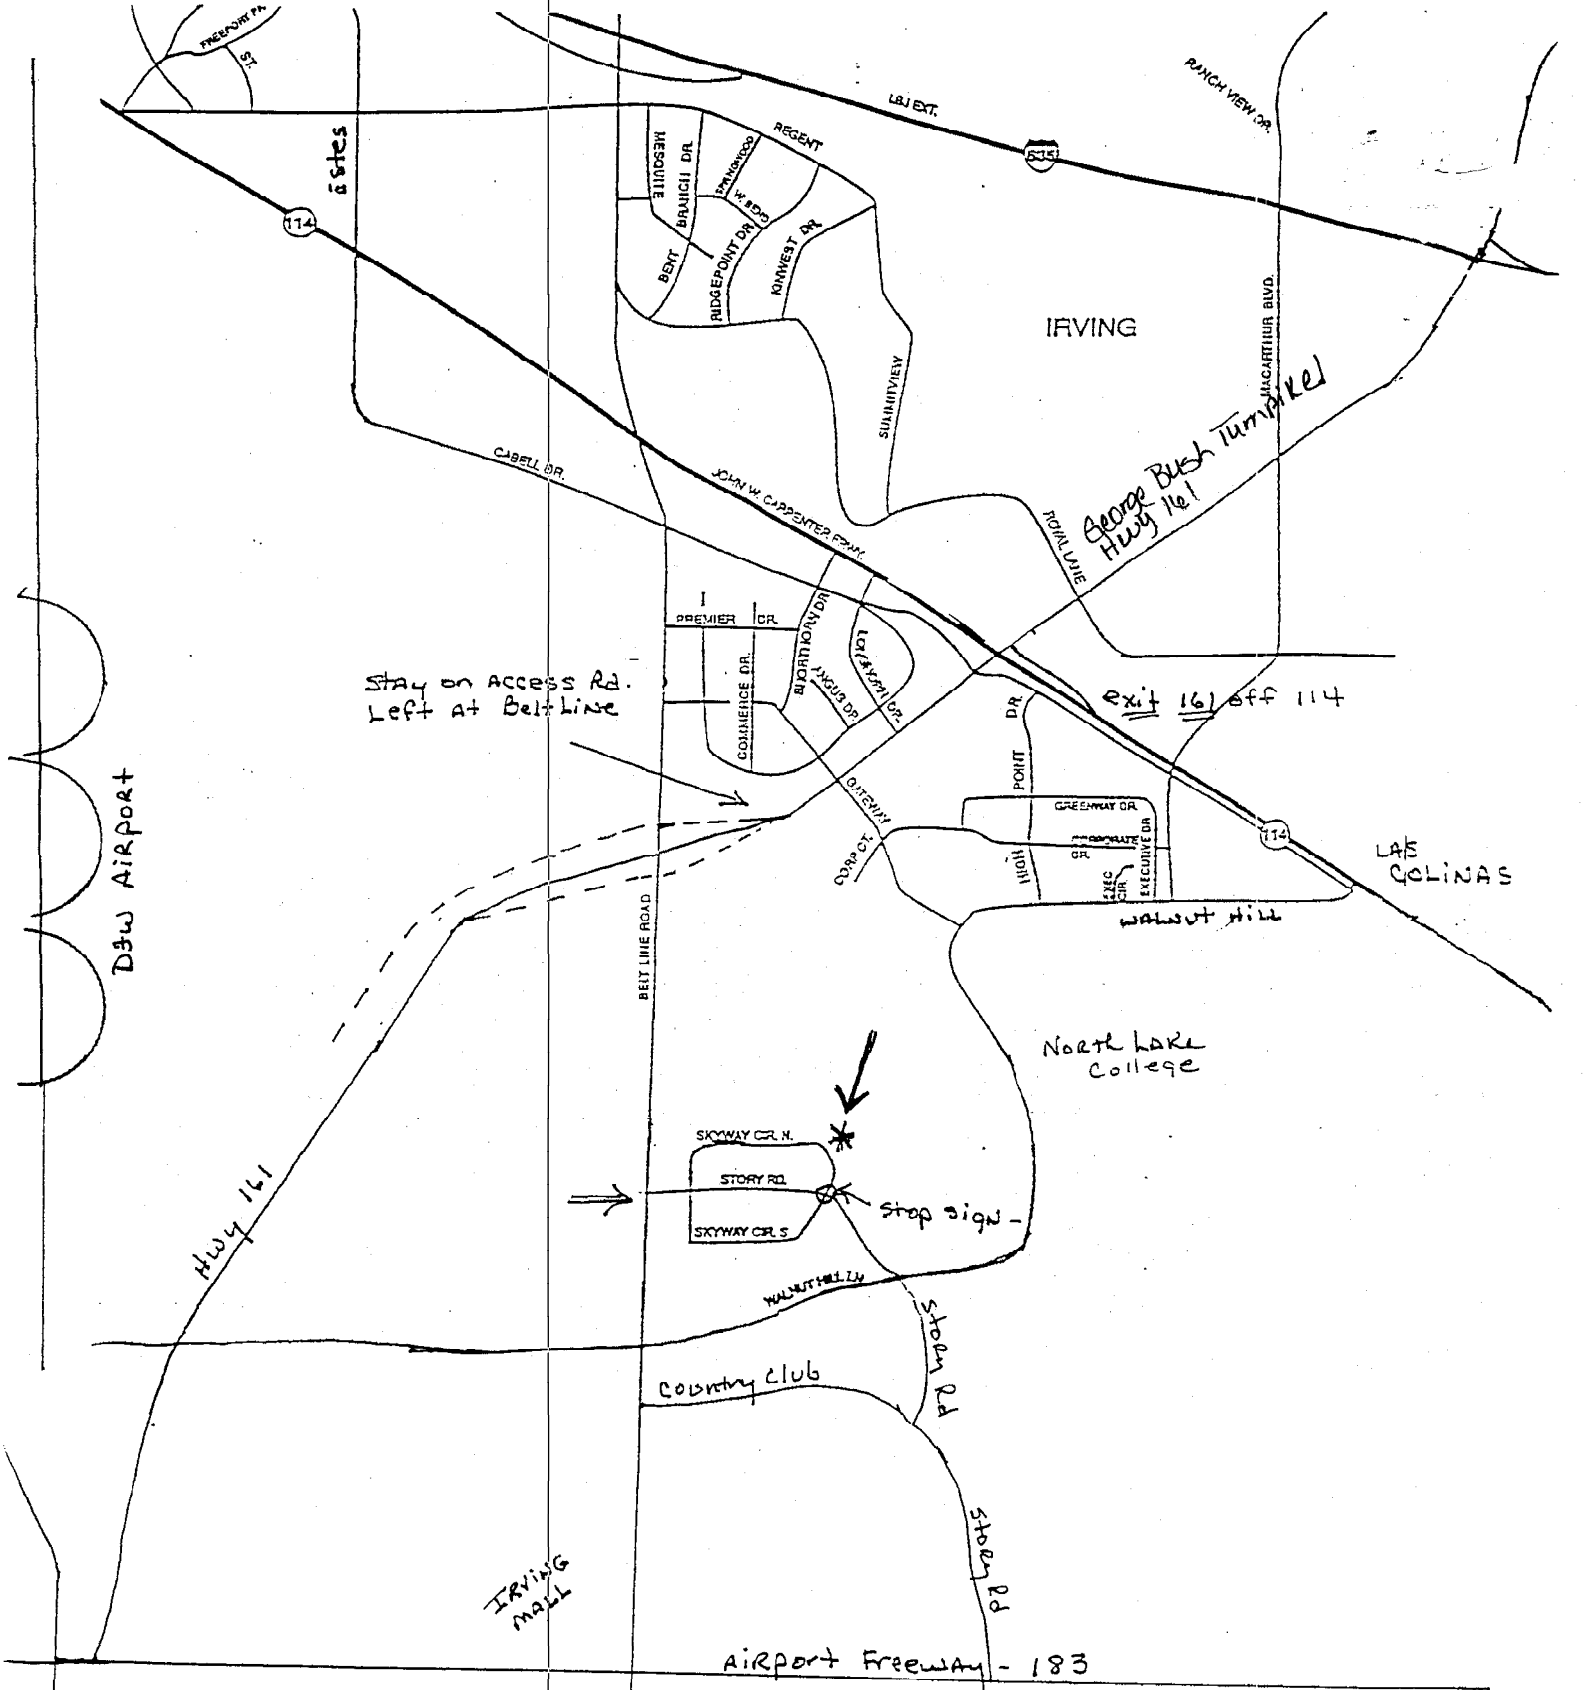 FREEPORT PK
ST.
LBJ EXT.
RANCH VIEW DR.
REGENT
635
Estes
MESQUITE
BRANCH DR.
SPRINGWOOD
114
BENT
RIDGEPOINT DR.
KINWEST DR.
IRVING
MACARTHUR BLVD.
SUMMITVIEW
George Bush Turnpike
Hwy 161
CABELL DR.
JOHN W. CARPENTER FRWY.
ROYAL LANE
PREMIER DR.
COMMERCE DR.
ANGUS DR.
Stay on Access Rd.
Left at Beltline
exit 161 off 114
HIGH POINT DR.
GATEWAY
GREENWAY DR.
CORPORATE
DR.
EXECUTIVE DR
EXEC
CIR.
CORP CT.
114
LAS
COLINAS
WALNUT HILL
DFW AIRPORT
BELT LINE ROAD
NORTH LAKE
College
SKYWAY CIR. N.
STORY RD.
Stop sign -
SKYWAY CIR. S
Hwy 161
WALNUT HILL LN
Story Rd
Country Club
Story Rd
IRVING
MALL
AIRPORT FREEWAY - 183